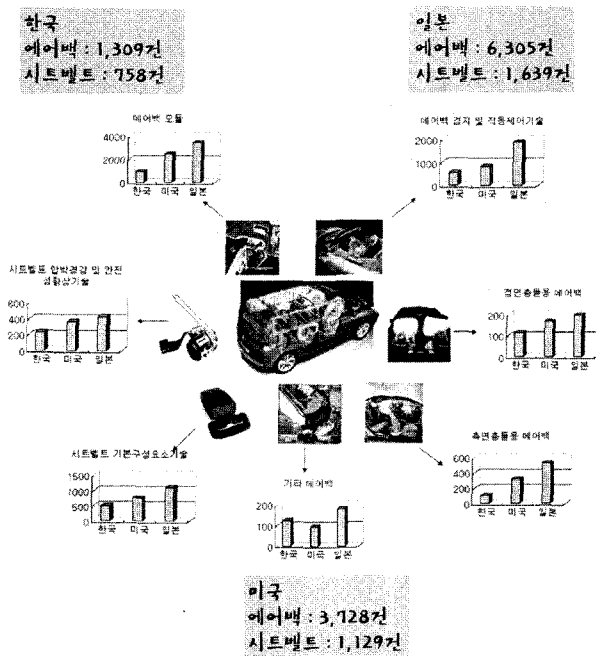 한국
에어백 : 1,309건
시트벨트 : 758건
일본
에어백 : 6,305건
시트벨트 : 1,639건
에어백 모듈
4000
2000
0
한국 미국 일본
에어백 감지 및 작동제어기술
2000
1000
0
한국 미국 일본
시트벨트 압박경감 및 안전
성향상기술
600
400
200
0
한국 미국 일본
정면충돌용 에어백
200
100
0
한국 미국 일본
시트벨트 기본구성요소기술
1500
1000
500
0
한국 미국 일본
기타 에어백
200
100
0
한국 미국 일본
측면충돌용 에어백
600
400
200
0
한국 미국 일본
미국
에어백 : 3,728건
시트벨트 : 1,129건